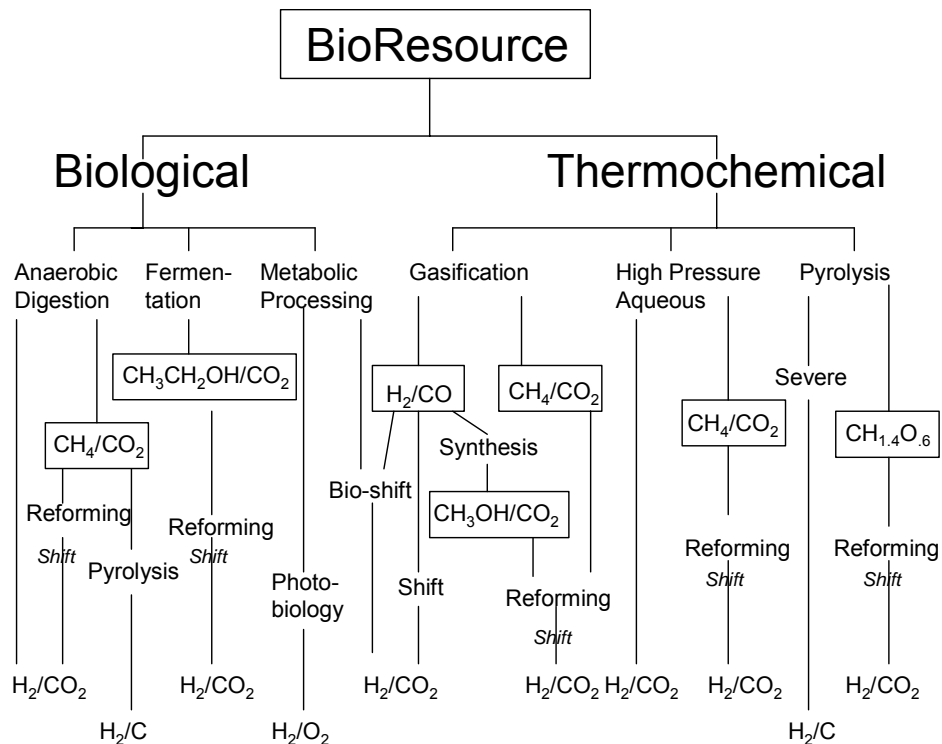 BioResource
Biological
Thermochemical
Anaerobic
Digestion
Fermen-
tation
Metabolic
Processing
Gasification
High Pressure
Aqueous
Pyrolysis
CH₃CH₂OH/CO₂
H₂/CO
CH₄/CO₂
Severe
CH₄/CO₂
CH₄/CO₂
CH₁.₄O.₆
Synthesis
Bio-shift
CH₃OH/CO₂
Reforming
Shift
Pyrolysis
Reforming
Shift
Photo-
biology
Shift
Reforming
Shift
Reforming
Shift
Reforming
Shift
H₂/CO₂
H₂/CO₂
H₂/CO₂
H₂/CO₂
H₂/CO₂
H₂/CO₂
H₂/CO₂
H₂/C
H₂/O₂
H₂/C